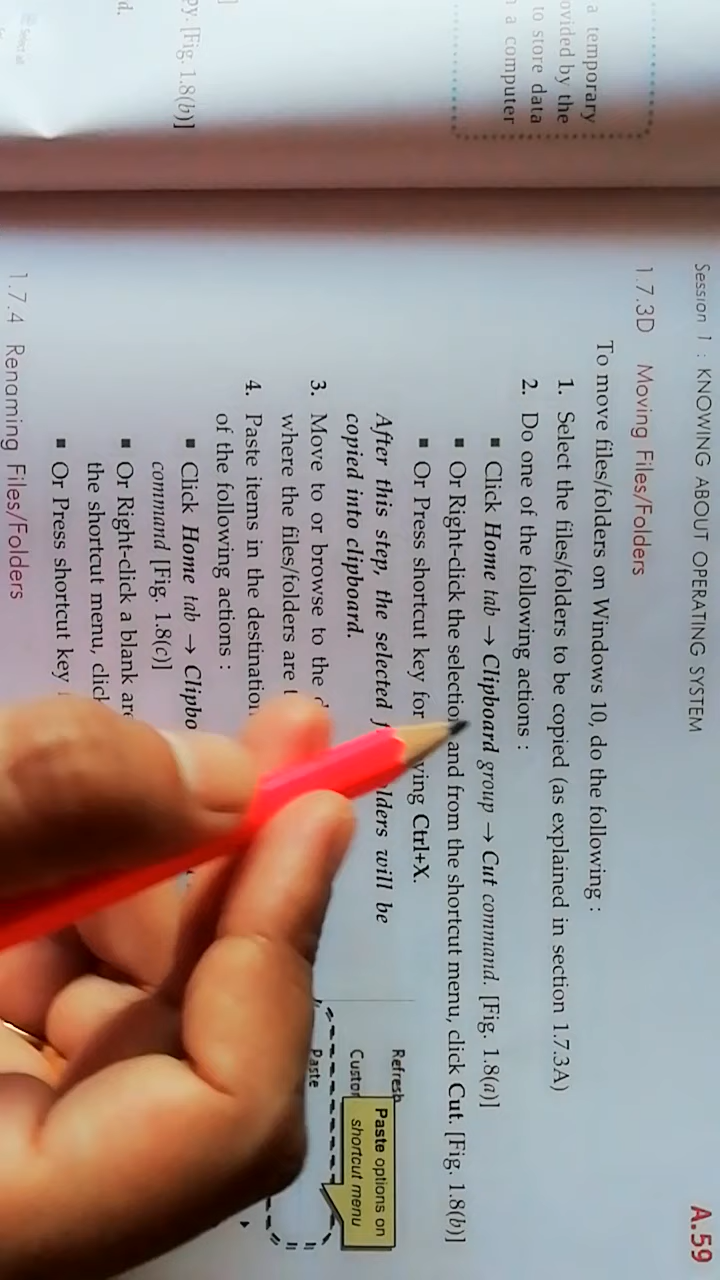 a temporary
ovided by the
to store data
a computer
py. [Fig. 1.8(b)]
d.
Select all
Session 1 : KNOWING ABOUT OPERATING SYSTEM
A.59
1.7.3D Moving Files/Folders
To move files/folders on Windows 10, do the following :
1. Select the files/folders to be copied (as explained in section 1.7.3A)
2. Do one of the following actions :
■ Click Home tab → Clipboard group → Cut command. [Fig. 1.8(a)]
■ Or Right-click the selection and from the shortcut menu, click Cut. [Fig. 1.8(b)]
■ Or Press shortcut key for ying Ctrl+X.
After this step, the selected f lders will be
copied into clipboard.
3. Move to or browse to the d
where the files/folders are t
4. Paste items in the destination
of the following actions :
■ Click Home tab → Clipbo
command [Fig. 1.8(c)]
■ Or Right-click a blank are
the shortcut menu, click
■ Or Press shortcut key
Refresh
Custor
Paste
Paste options on
shortcut menu
1.7.4 Renaming Files/Folders